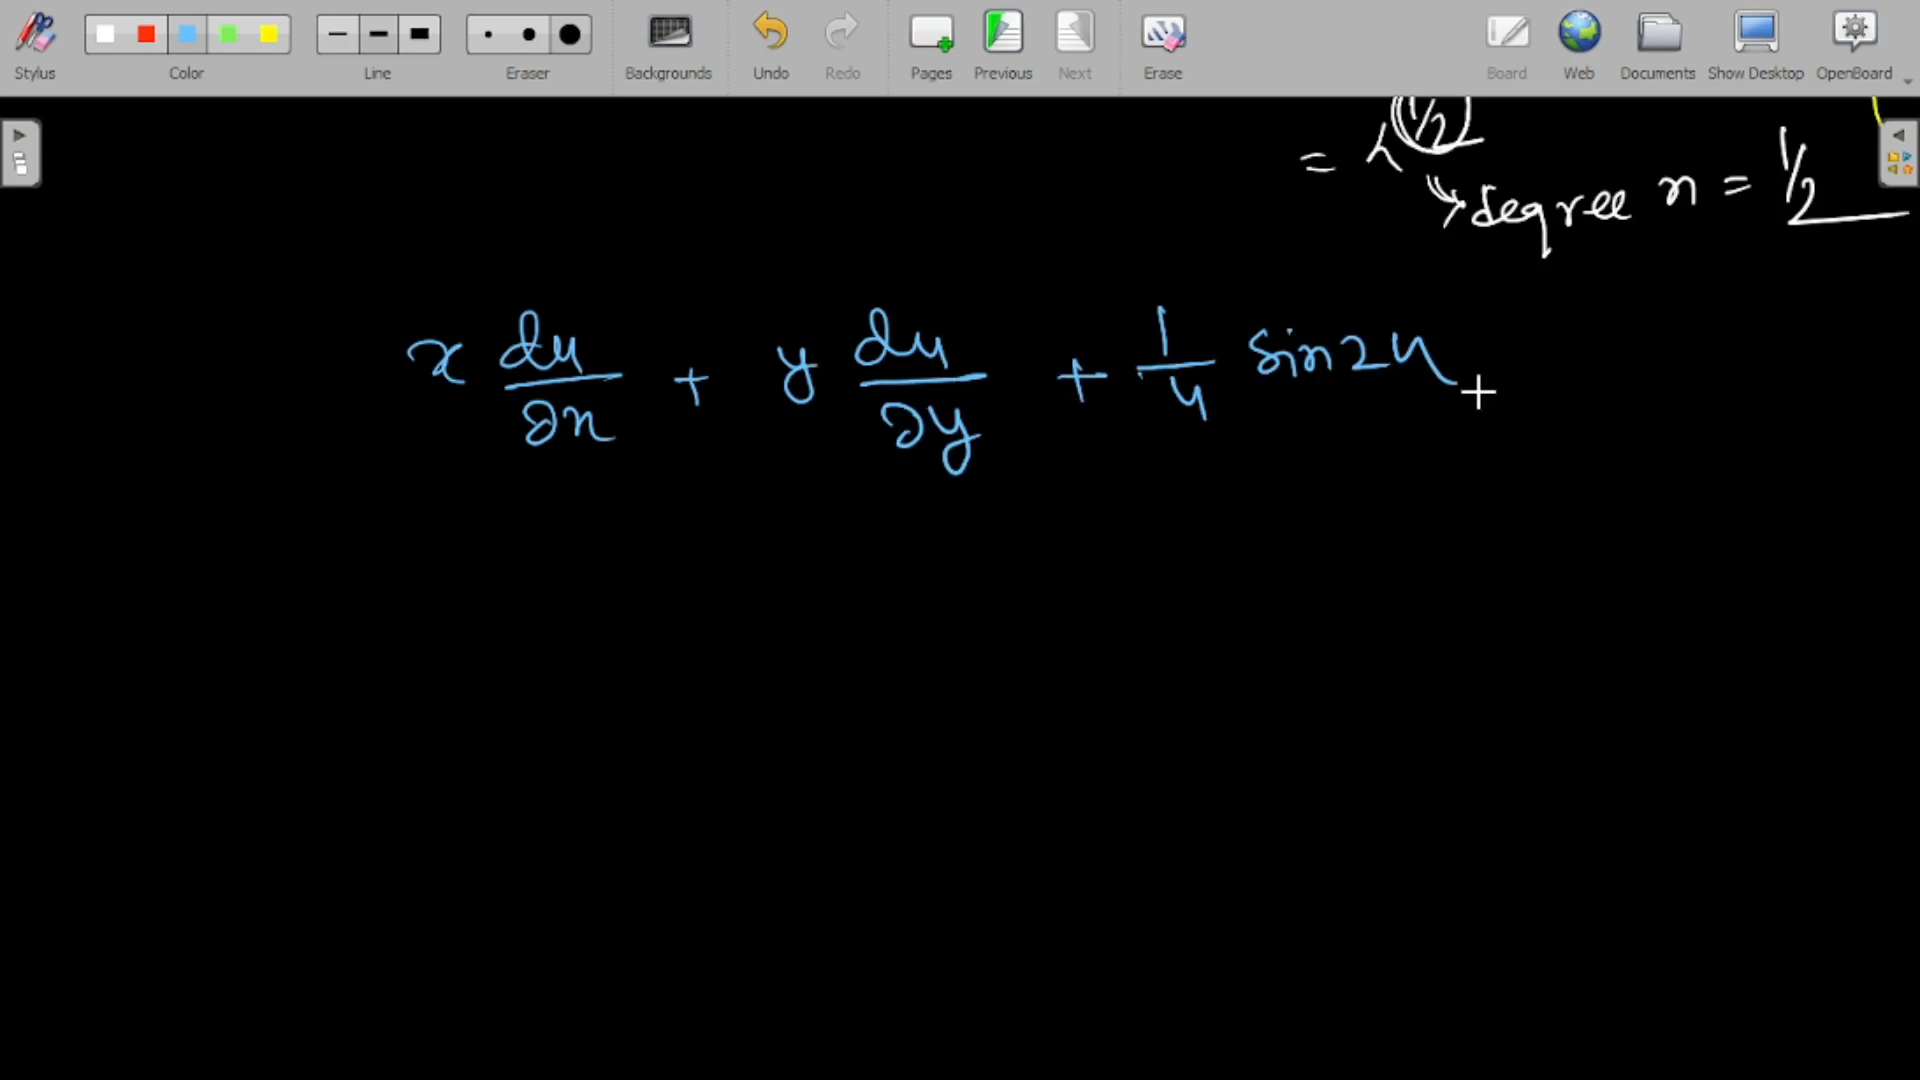 Stylus Color Line Eraser Backgrounds Undo Redo Pages Previous Next Erase Board Web Documents Show Desktop OpenBoard
= λ^(1/2)
→ degree n = 1/2
x ∂u/∂x + y ∂u/∂y + 1/4 sin2u